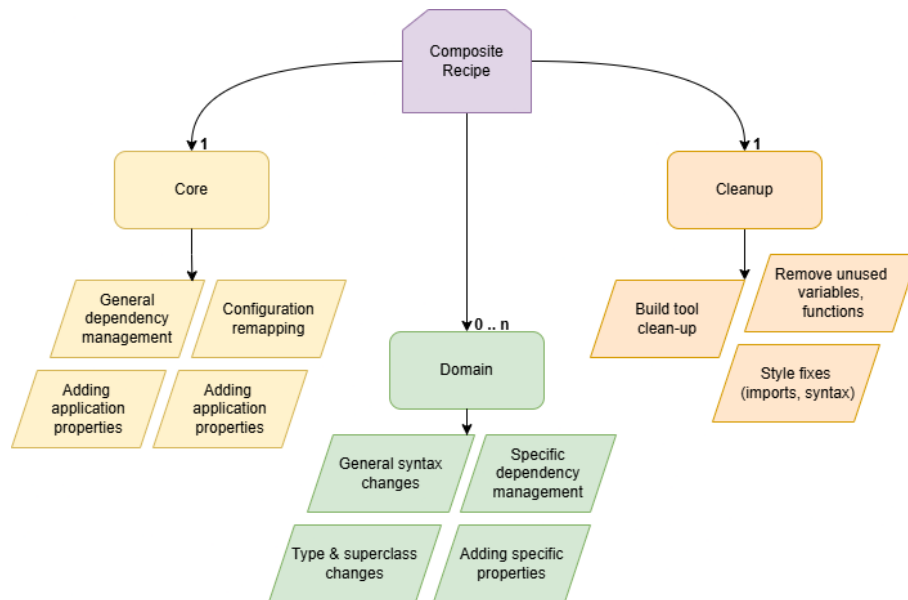 Composite
Recipe
1
1
Core
Cleanup
General
dependency
management
Configuration
remapping
Adding
application
properties
Adding
application
properties
Build tool
clean-up
Remove unused
variables,
functions
Style fixes
(imports, syntax)
0 .. n
Domain
General syntax
changes
Specific
dependency
management
Type & superclass
changes
Adding specific
properties